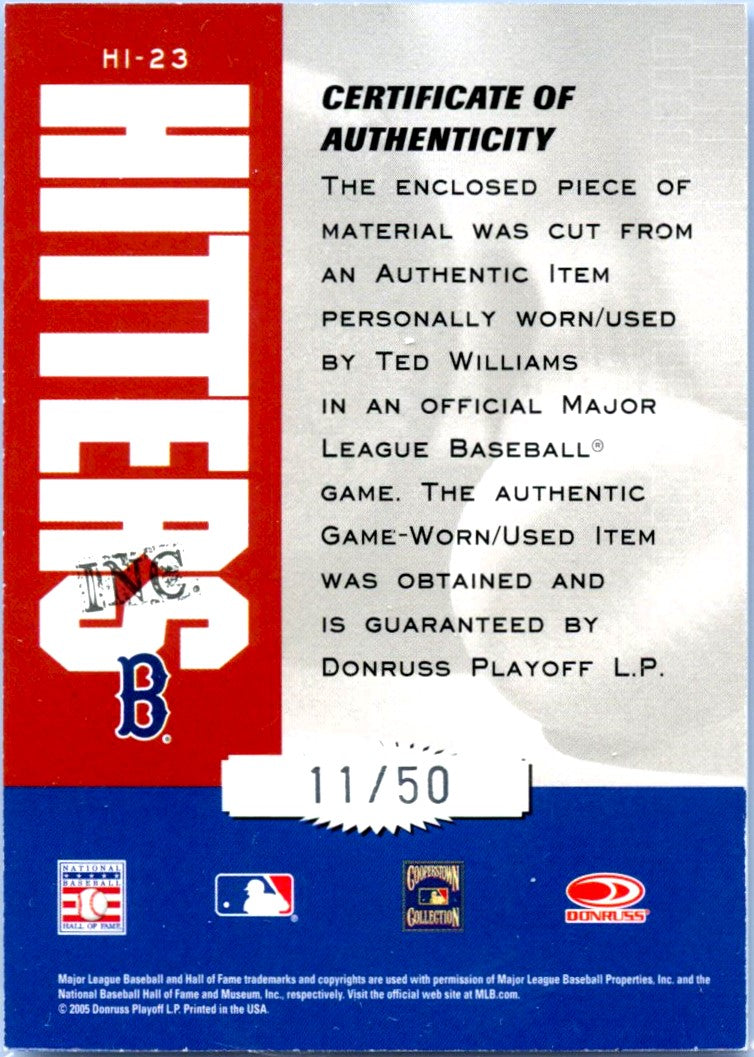 HI-23
HITTERS
INC.
B
CERTIFICATE OF
AUTHENTICITY
THE ENCLOSED PIECE OF
MATERIAL WAS CUT FROM
AN AUTHENTIC ITEM
PERSONALLY WORN/USED
BY TED WILLIAMS
IN AN OFFICIAL MAJOR
LEAGUE BASEBALL®
GAME. THE AUTHENTIC
GAME-WORN/USED ITEM
WAS OBTAINED AND
IS GUARANTEED BY
DONRUSS PLAYOFF L.P.
11/50
NATIONAL
BASEBALL
HALL OF FAME
COOPERSTOWN
COLLECTION
DONRUSS
Major League Baseball and Hall of Fame trademarks and copyrights are used with permission of Major League Baseball Properties, Inc. and the
National Baseball Hall of Fame and Museum, Inc., respectively. Visit the official web site at MLB.com.
© 2005 Donruss Playoff L.P. Printed in the USA.